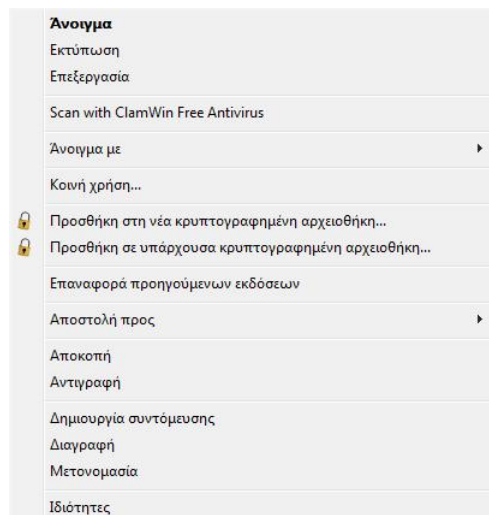 Άνοιγμα
Εκτύπωση
Επεξεργασία
Scan with ClamWin Free Antivirus
Άνοιγμα με
Κοινή χρήση...
Προσθήκη στη νέα κρυπτογραφημένη αρχειοθήκη...
Προσθήκη σε υπάρχουσα κρυπτογραφημένη αρχειοθήκη...
Επαναφορά προηγούμενων εκδόσεων
Αποστολή προς
Αποκοπή
Αντιγραφή
Δημιουργία συντόμευσης
Διαγραφή
Μετονομασία
Ιδιότητες